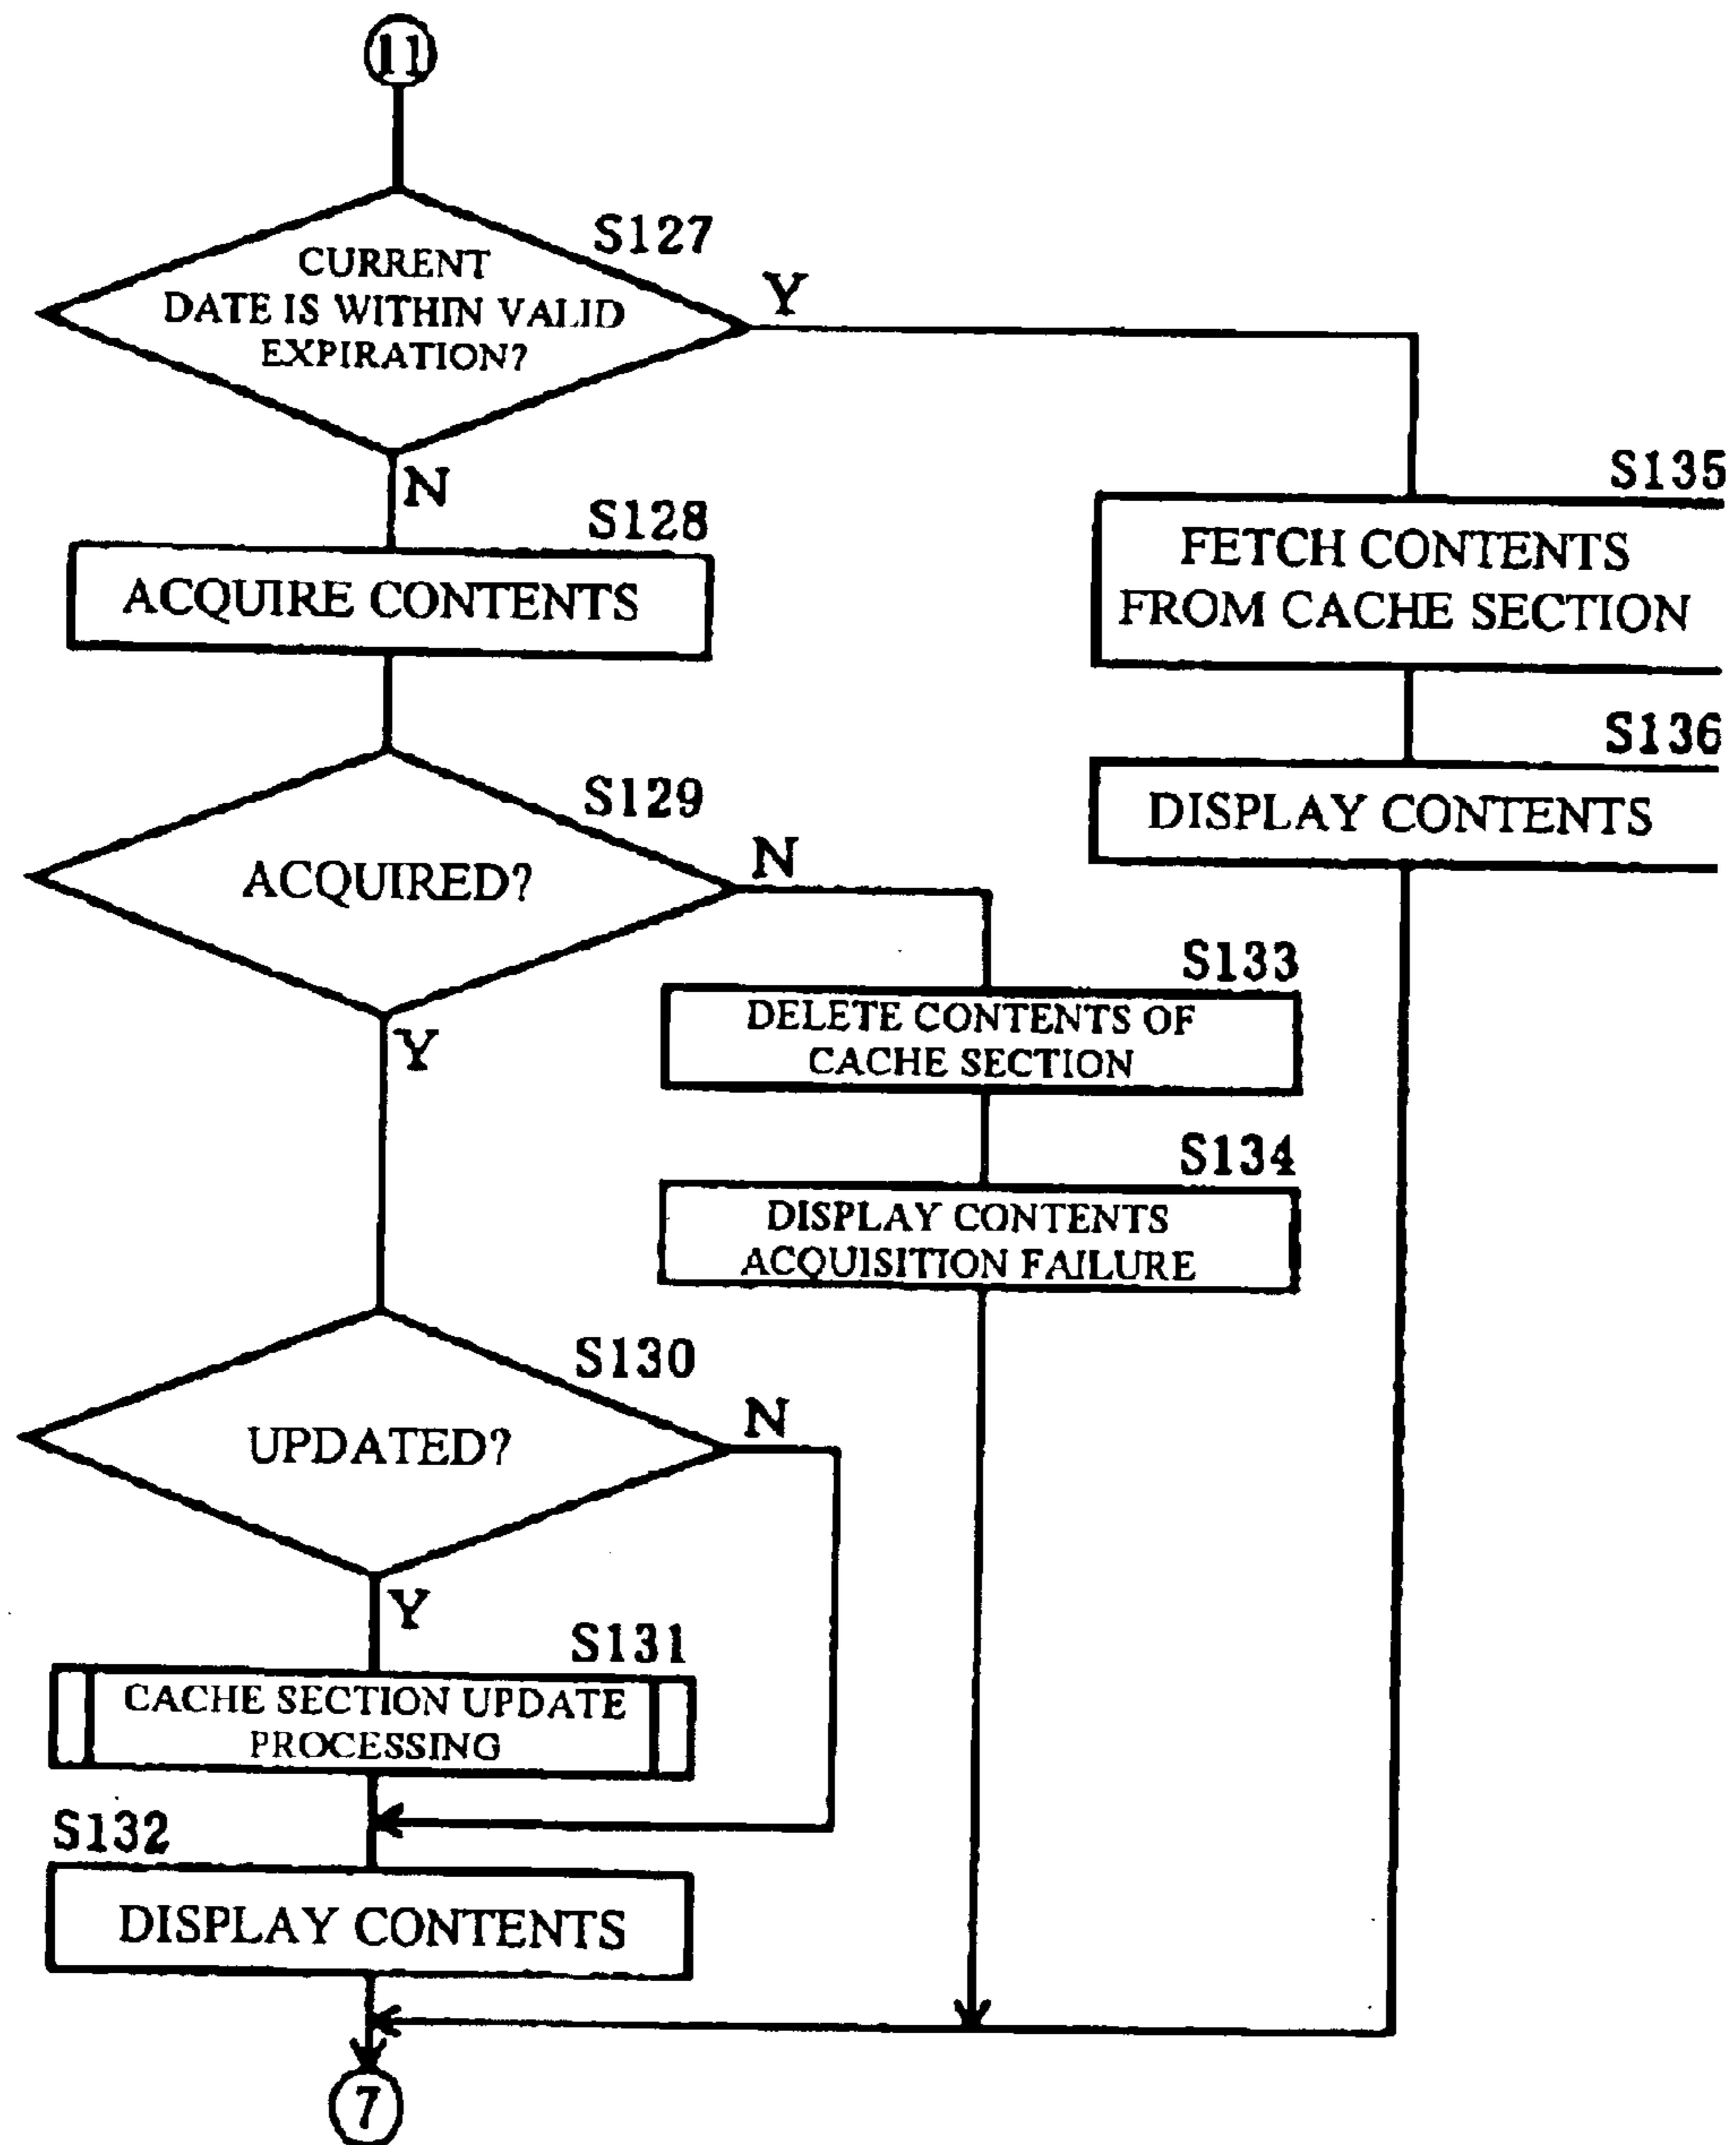 11
S127
CURRENT
DATE IS WITHIN VALID
EXPIRATION?
Y
N
S128
ACQUIRE CONTENTS
S135
FETCH CONTENTS
FROM CACHE SECTION
S136
DISPLAY CONTENTS
S129
ACQUIRED?
N
Y
S133
DELETE CONTENTS OF
CACHE SECTION
S134
DISPLAY CONTENTS
ACQUISITION FAILURE
S130
UPDATED?
N
Y
S131
CACHE SECTION UPDATE
PROCESSING
S132
DISPLAY CONTENTS
7